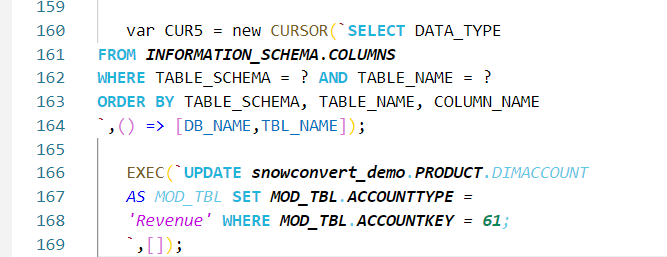 159
160 var CUR5 = new CURSOR(`SELECT DATA_TYPE
161 FROM INFORMATION_SCHEMA.COLUMNS
162 WHERE TABLE_SCHEMA = ? AND TABLE_NAME = ?
163 ORDER BY TABLE_SCHEMA, TABLE_NAME, COLUMN_NAME
164 `,() => [DB_NAME,TBL_NAME]);
165
166 EXEC(`UPDATE snowconvert_demo.PRODUCT.DIMACCOUNT
167 AS MOD_TBL SET MOD_TBL.ACCOUNTTYPE =
168 'Revenue' WHERE MOD_TBL.ACCOUNTKEY = 61;
169 `,[]);